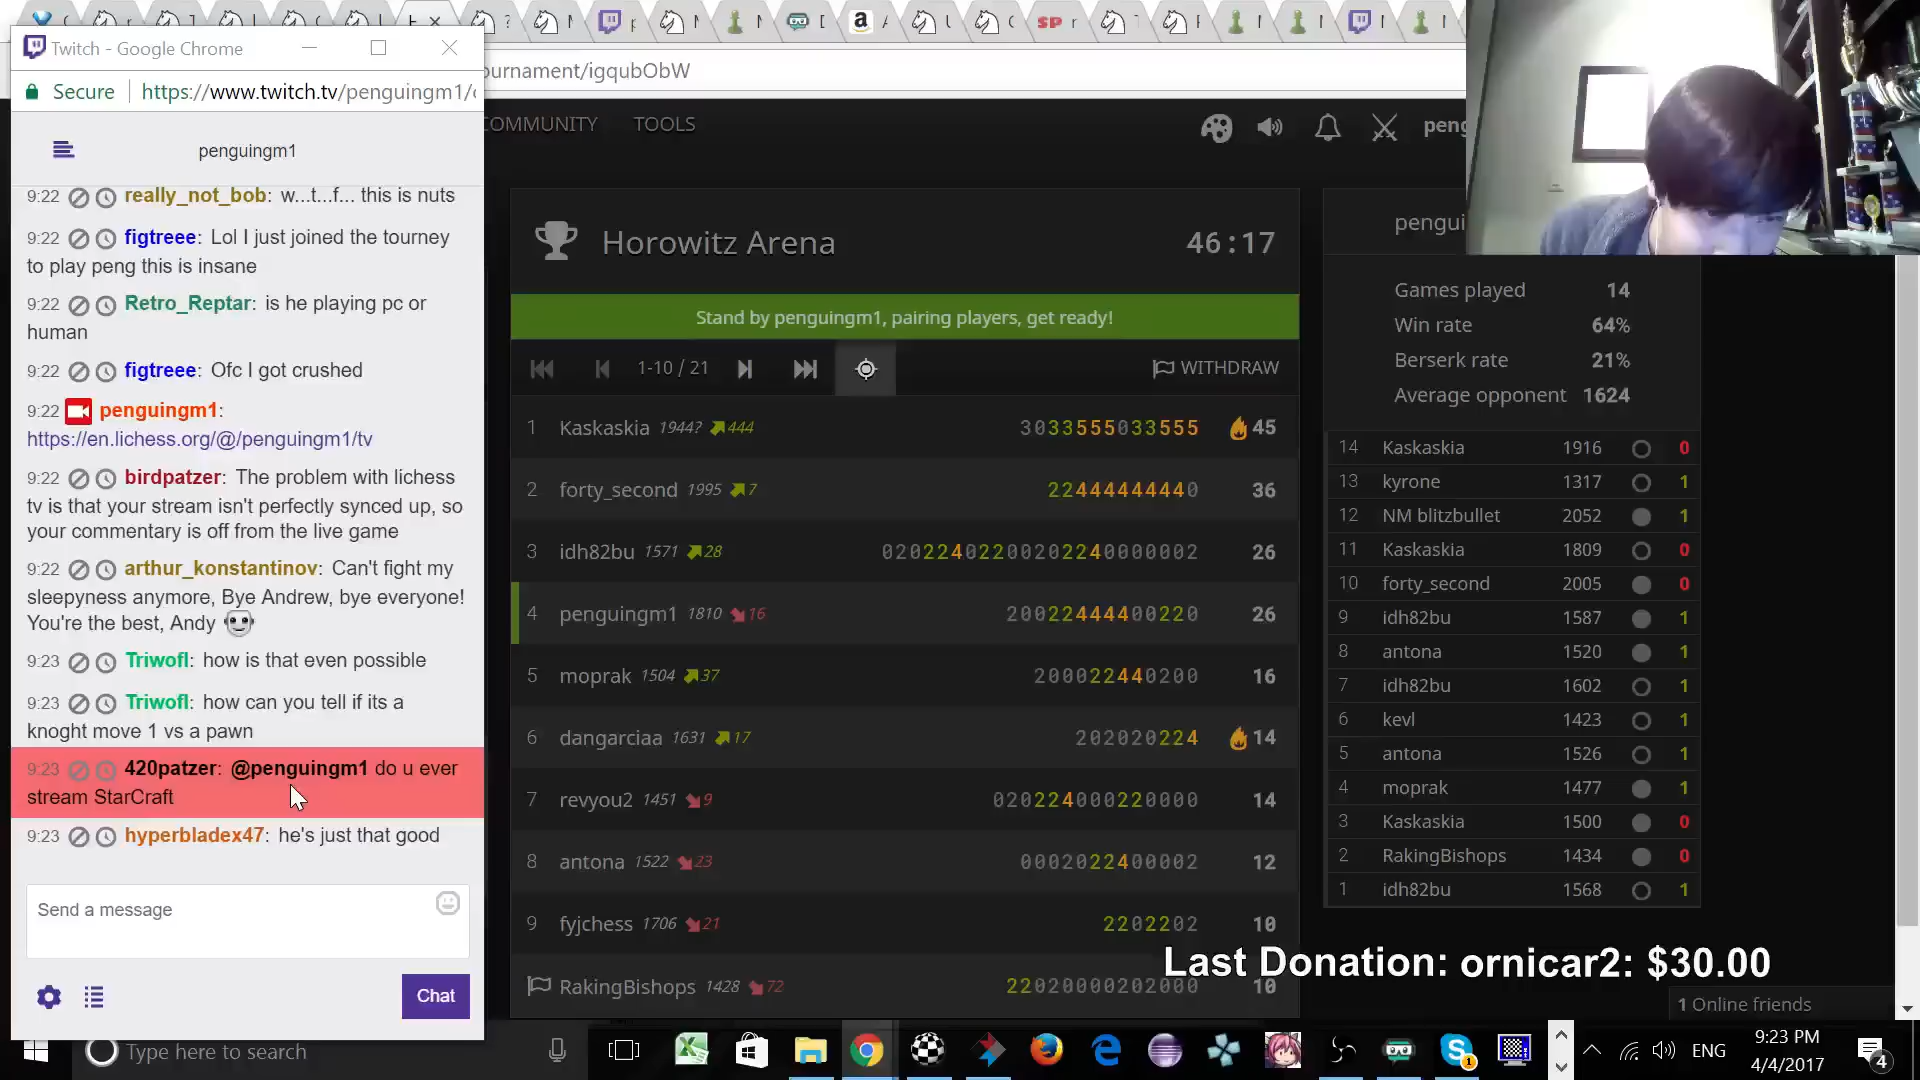 Twitch - Google Chrome
Secure https://www.twitch.tv/penguingm1/
ournament/igqubObW
penguingm1
9:22 really_not_bob: w...t...f... this is nuts
9:22 figtreee: Lol I just joined the tourney
to play peng this is insane
9:22 Retro_Reptar: is he playing pc or
human
9:22 figtreee: Ofc I got crushed
9:22 penguingm1:
https://en.lichess.org/@/penguingm1/tv
9:22 birdpatzer: The problem with lichess
tv is that your stream isn't perfectly synced up, so
your commentary is off from the live game
9:22 arthur_konstantinov: Can't fight my
sleepyness anymore, Bye Andrew, bye everyone!
You're the best, Andy
9:23 Triwofl: how is that even possible
9:23 Triwofl: how can you tell if its a
knoght move 1 vs a pawn
9:23 420patzer: @penguingm1 do u ever
stream StarCraft
9:23 hyperbladex47: he's just that good
Send a message
Chat
COMMUNITY TOOLS
peng
Horowitz Arena 46:17
Stand by penguingm1, pairing players, get ready!
1-10 / 21 WITHDRAW
1 Kaskaskia 1944? 444 3033555033555 45
2 forty_second 1995 7 22444444440 36
3 idh82bu 1571 28 020224022002022400000002 26
4 penguingm1 1810 16 20022444400220 26
5 moprak 1504 37 200022440200 16
6 dangarciaa 1631 17 202020224 14
7 revyou2 1451 9 020224000220000 14
8 antona 1522 23 0002022400002 12
9 fyjchess 1706 21 2202202 10
RakingBishops 1428 72 22020000202000 10
pengui
Games played 14
Win rate 64%
Berserk rate 21%
Average opponent 1624
14 Kaskaskia 1916 0
13 kyrone 1317 1
12 NM blitzbullet 2052 1
11 Kaskaskia 1809 0
10 forty_second 2005 0
9 idh82bu 1587 1
8 antona 1520 1
7 idh82bu 1602 1
6 kevl 1423 1
5 antona 1526 1
4 moprak 1477 1
3 Kaskaskia 1500 0
2 RakingBishops 1434 0
1 idh82bu 1568 1
Last Donation: ornicar2: $30.00
1 Online friends
Type here to search
ENG
9:23 PM
4/4/2017
4